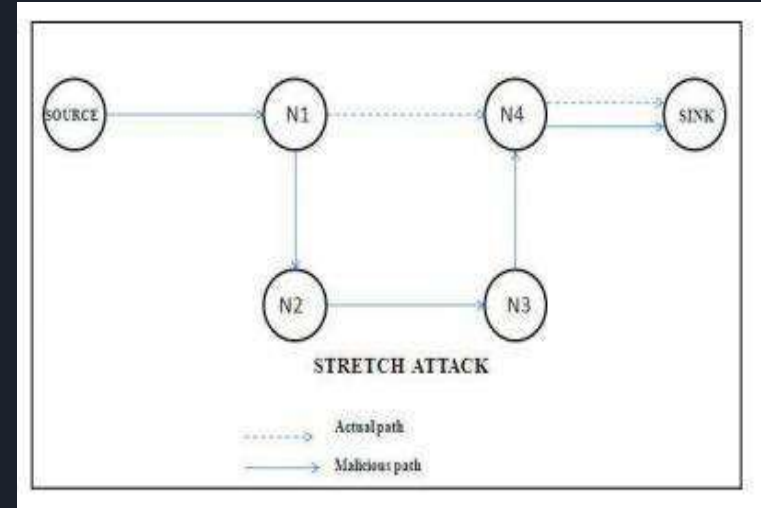 SOURCE
N1
N4
SINK
N2
N3
STRETCH ATTACK
Actual path
Malicious path